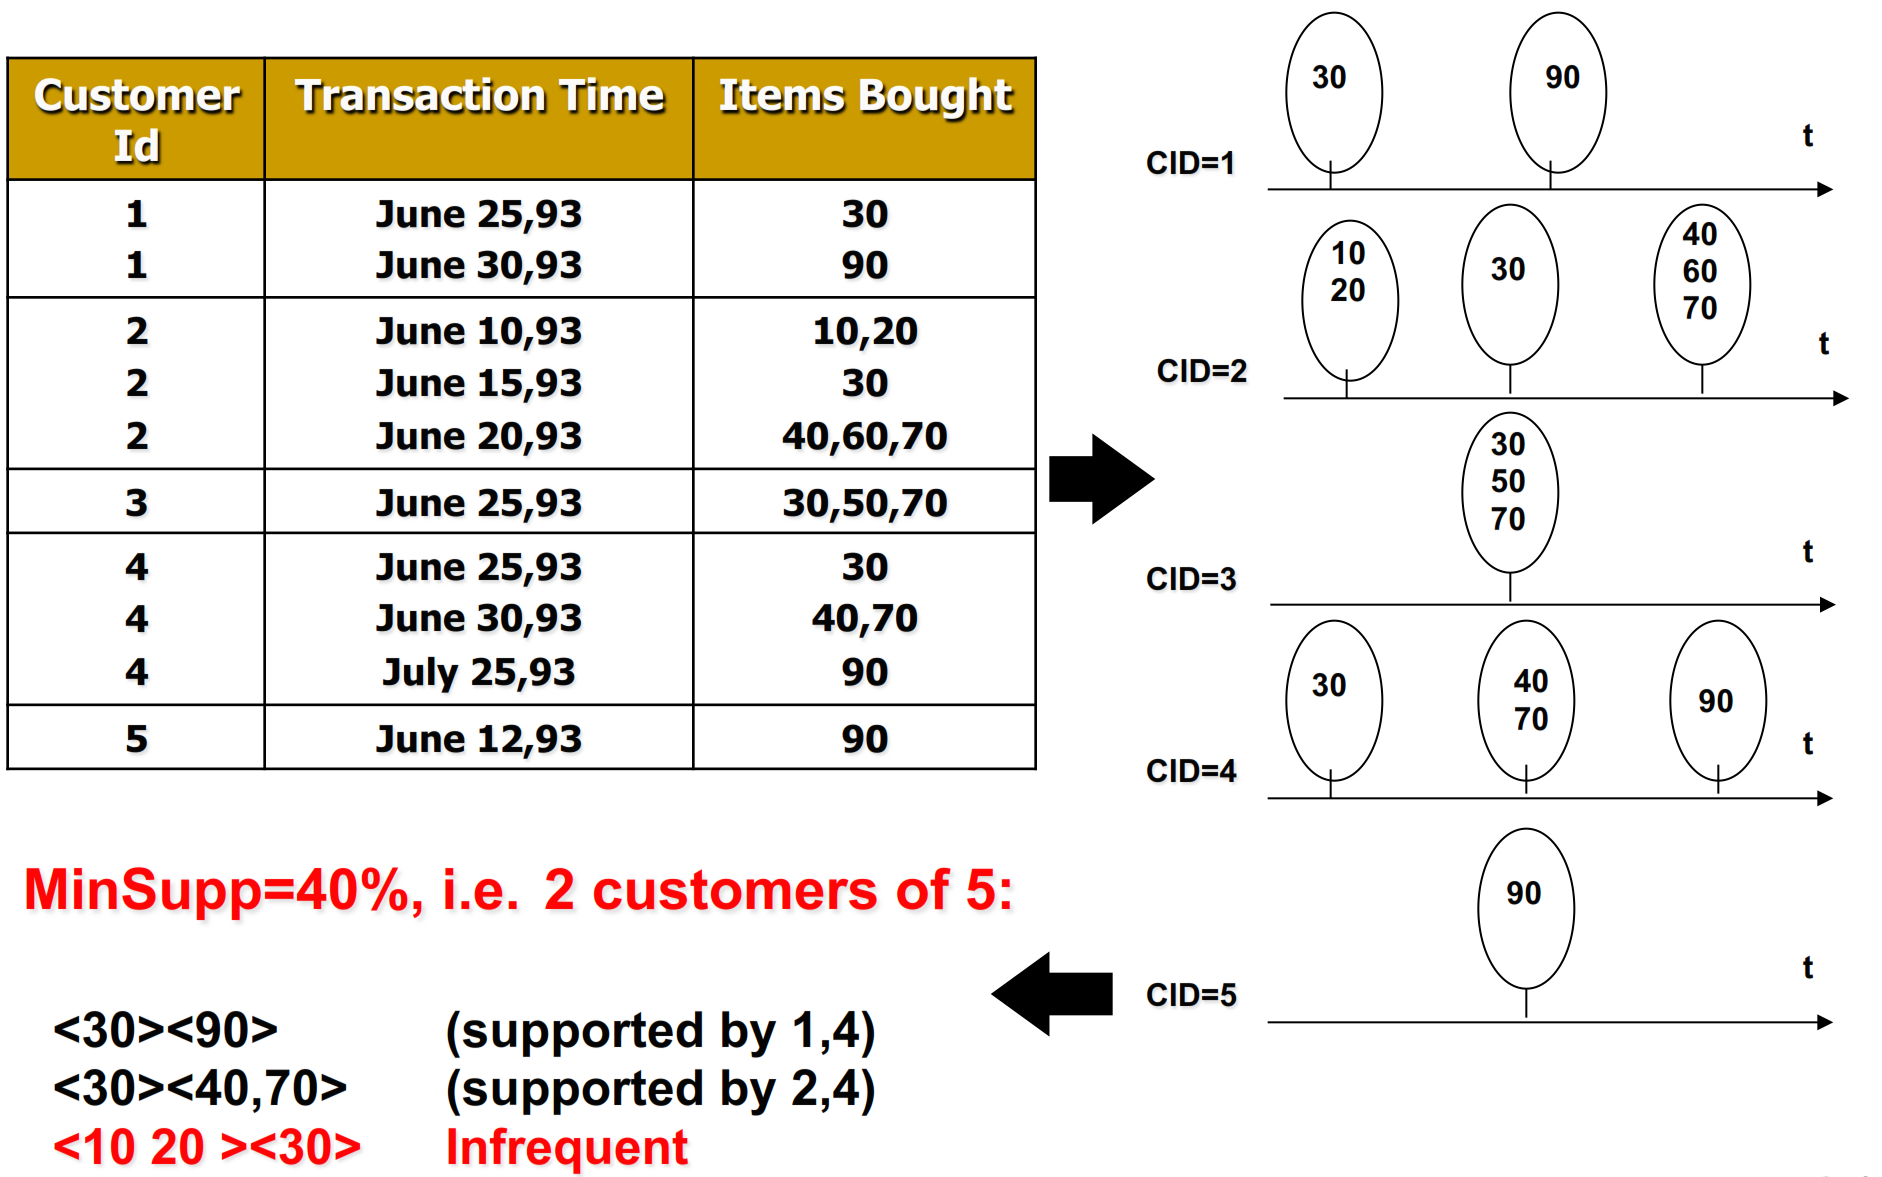 Customer Id Transaction Time Items Bought
1 June 25,93 30
1 June 30,93 90
2 June 10,93 10,20
2 June 15,93 30
2 June 20,93 40,60,70
3 June 25,93 30,50,70
4 June 25,93 30
4 June 30,93 40,70
4 July 25,93 90
5 June 12,93 90
MinSupp=40%, i.e. 2 customers of 5:
<30><90> (supported by 1,4)
<30><40,70> (supported by 2,4)
<10 20 ><30> Infrequent
30
90
CID=1
t
10
20
30
40
60
70
CID=2
t
30
50
70
CID=3
t
30
40
70
90
CID=4
t
90
CID=5
t